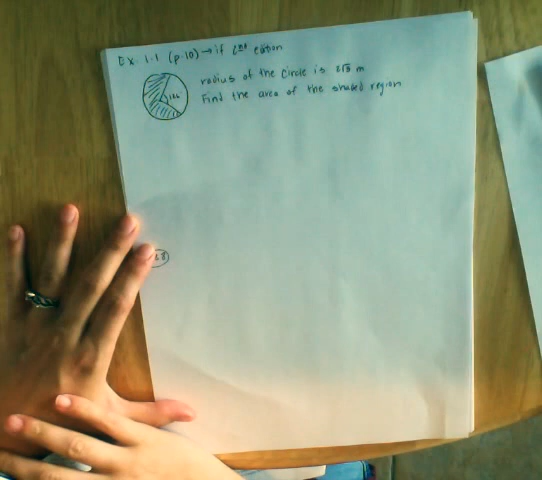 Ex. 1.1 (p.10) → if 2nd edition
radius of the circle is 2√3 m
Find the area of the shaded region